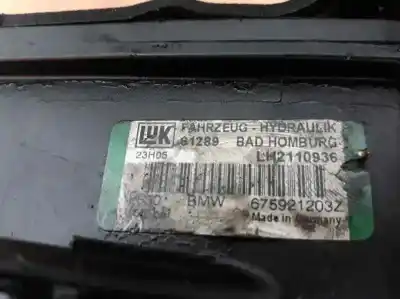 LUK FAHRZEUG - HYDRAULIK
61289 BAD HOMBURG
23H05 LH2110936
BMW 675921203Z
Made in Germany